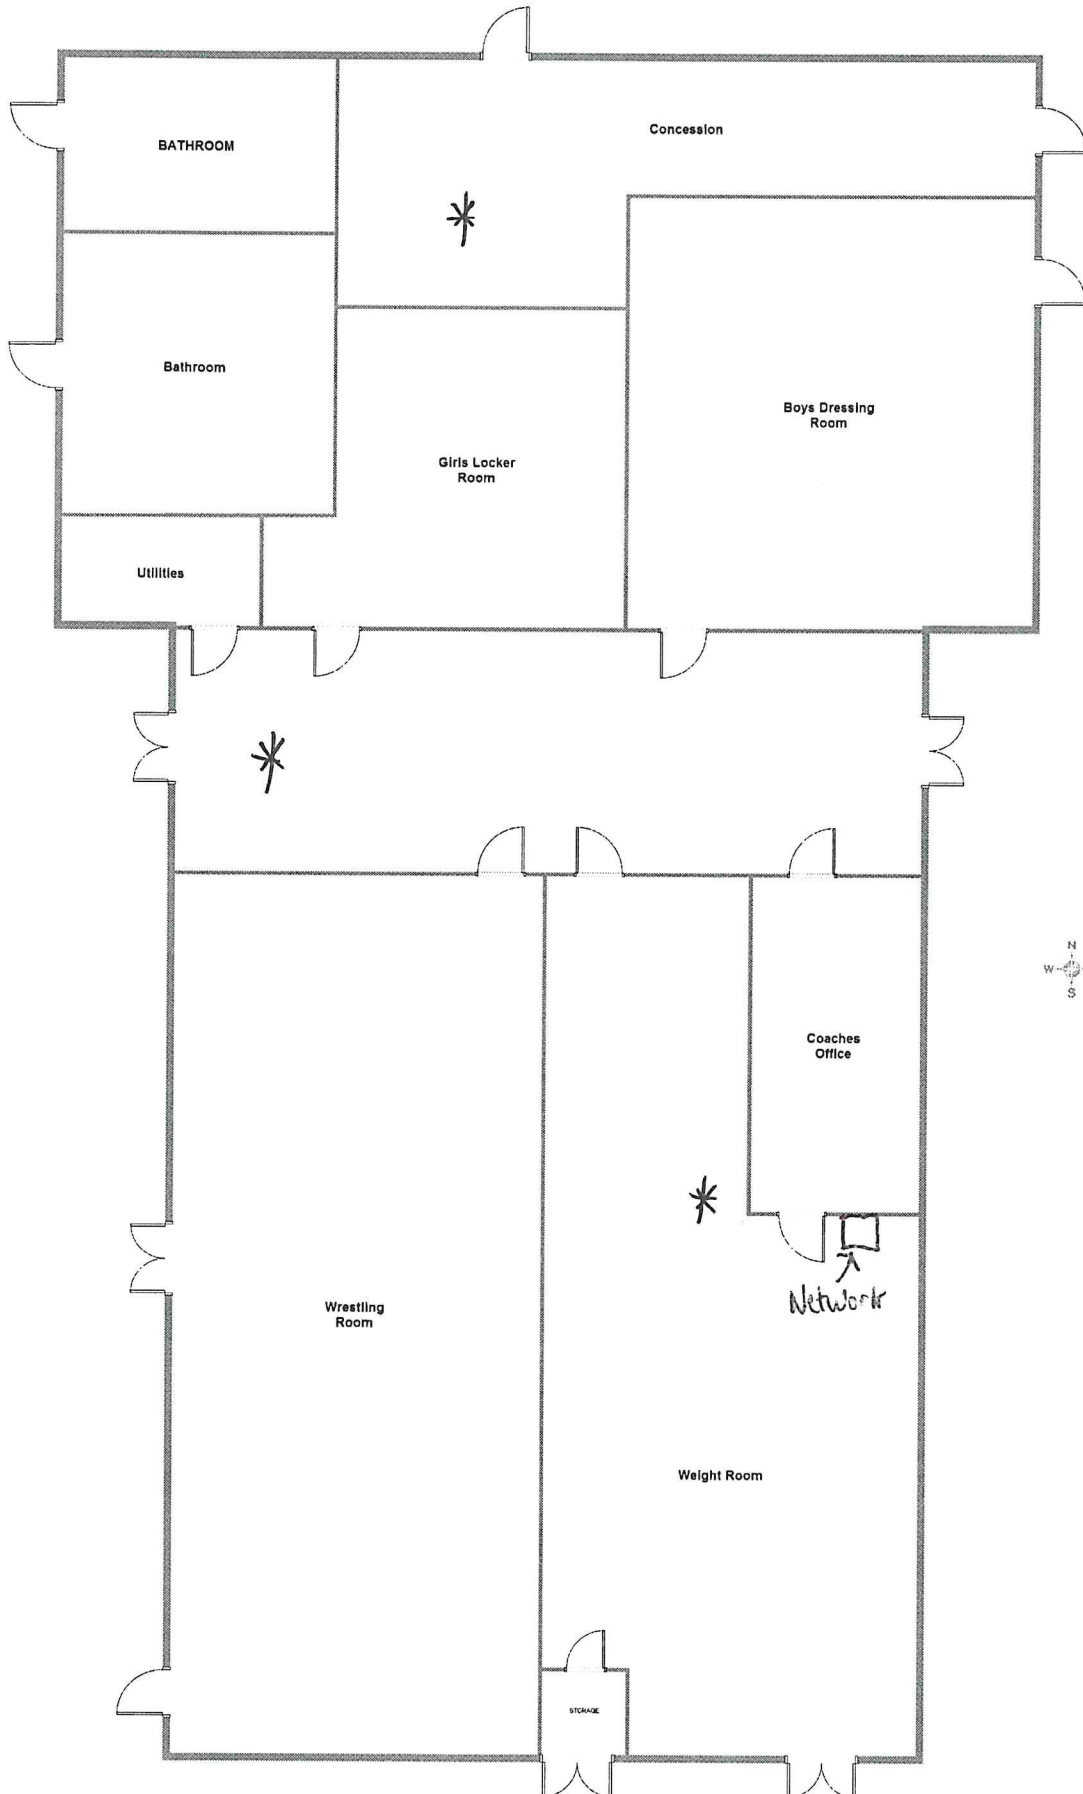 Concession
BATHROOM
Bathroom
Boys Dressing
Room
Girls Locker
Room
Utilities
N
W
S
Coaches
Office
Network
Wrestling
Room
Weight Room
STORAGE